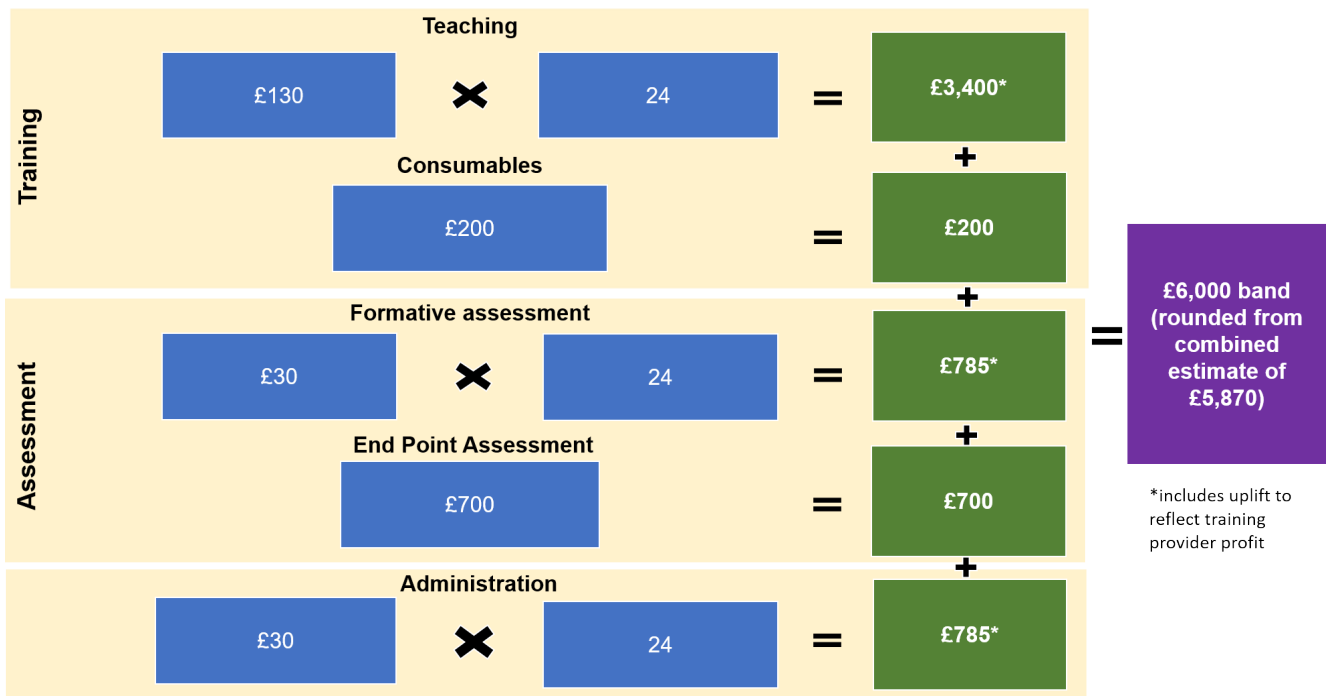 Training
Teaching
£130
24
=
£3,400*
+
Consumables
£200
=
£200
+
Assessment
Formative assessment
£30
24
=
£785*
+
End Point Assessment
£700
=
£700
+
Administration
£30
24
=
£785*
=
£6,000 band
(rounded from
combined
estimate of
£5,870)
*includes uplift to
reflect training
provider profit